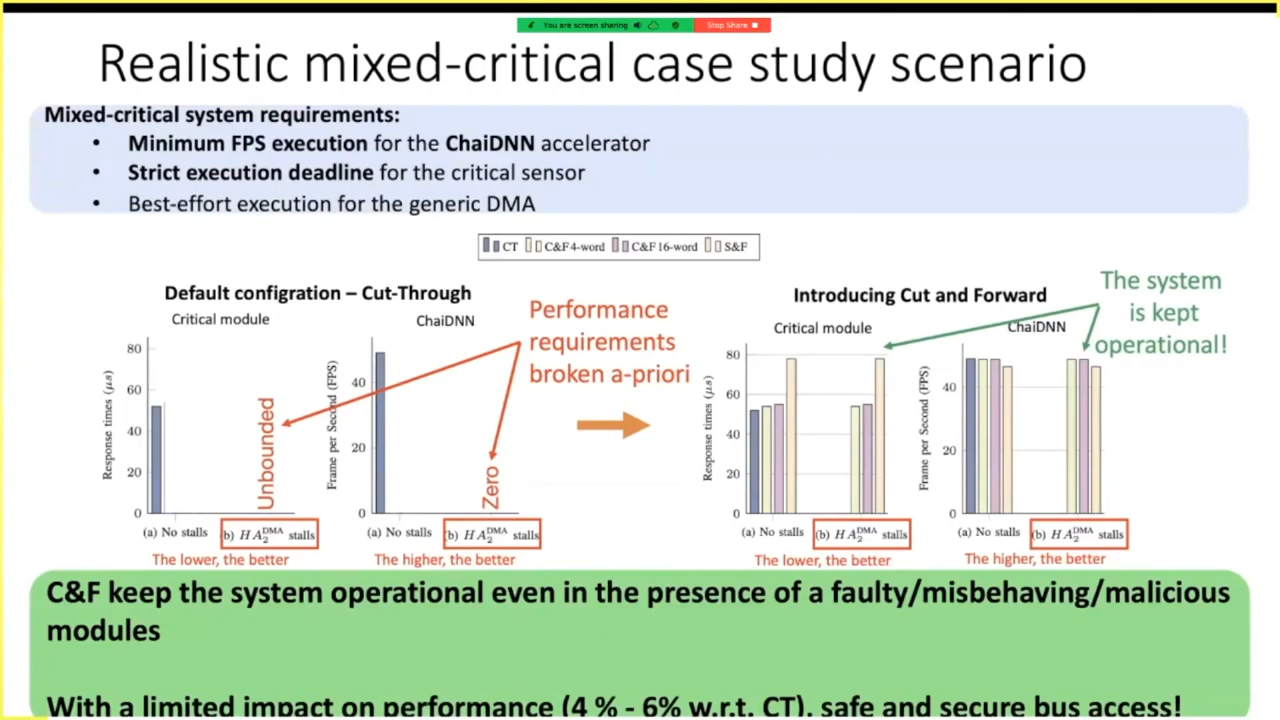 You are screen sharing
Stop Share
Realistic mixed-critical case study scenario
Mixed-critical system requirements:
• Minimum FPS execution for the ChaiDNN accelerator
• Strict execution deadline for the critical sensor
• Best-effort execution for the generic DMA
CT C&F 4-word C&F 16-word S&F
Default configration – Cut-Through
Critical module
ChaiDNN
Response times (μs)
80
60
40
20
0
Unbounded
(a) No stalls
(b) HA₂ᴰᴹᴬ stalls
The lower, the better
Frame per Second (FPS)
40
20
0
Zero
(a) No stalls
(b) HA₂ᴰᴹᴬ stalls
The higher, the better
Performance
requirements
broken a-priori
Introducing Cut and Forward
Critical module
ChaiDNN
The system
is kept
operational!
Response times (μs)
80
60
40
20
0
(a) No stalls
(b) HA₂ᴰᴹᴬ stalls
The lower, the better
Frame per Second (FPS)
40
20
0
(a) No stalls
(b) HA₂ᴰᴹᴬ stalls
The higher, the better
C&F keep the system operational even in the presence of a faulty/misbehaving/malicious
modules
With a limited impact on performance (4 % - 6% w.r.t. CT), safe and secure bus access!